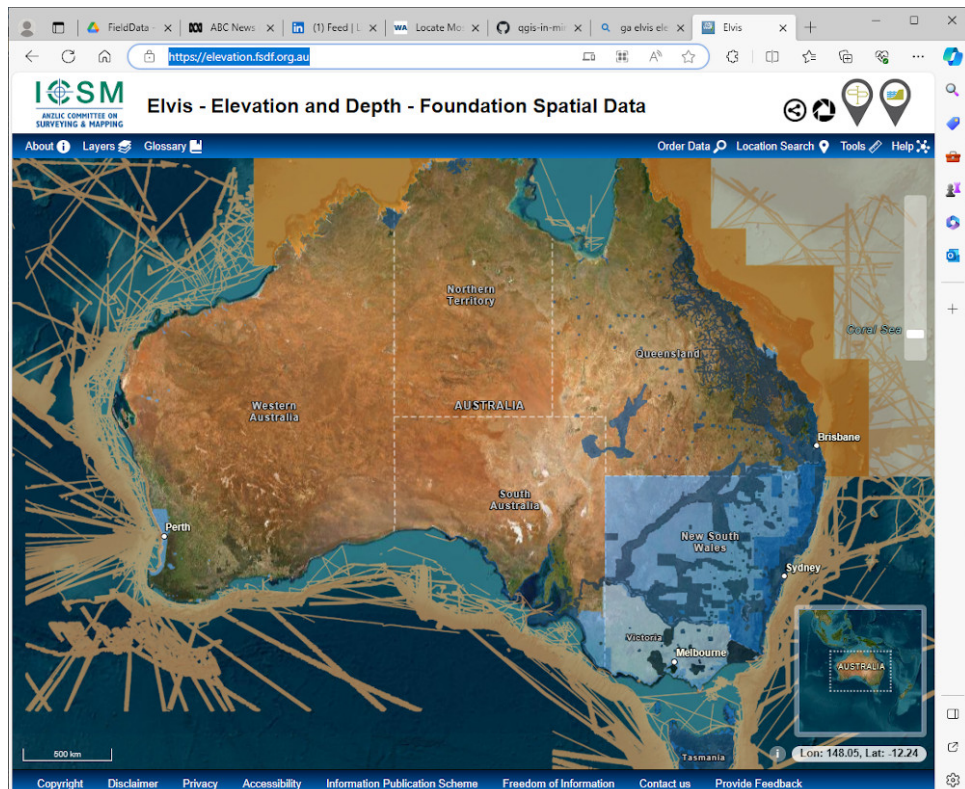 FieldData -
ABC News
(1) Feed | L
Locate Mo
qgis-in-mi
ga elvis ele
Elvis
https://elevation.fsdf.org.au
ICSM
ANZLIC COMMITTEE ON
SURVEYING & MAPPING
Elvis - Elevation and Depth - Foundation Spatial Data
About Layers Glossary
Order Data Location Search Tools Help
Northern
Territory
Coral Sea
Queensland
Western
Australia
AUSTRALIA
Brisbane
South
Australia
Perth
New South
Wales
Sydney
Victoria
Melbourne
AUSTRALIA
Tasmania
500 km
Lon: 148.05, Lat: -12.24
Copyright Disclaimer Privacy Accessibility Information Publication Scheme Freedom of Information Contact us Provide Feedback